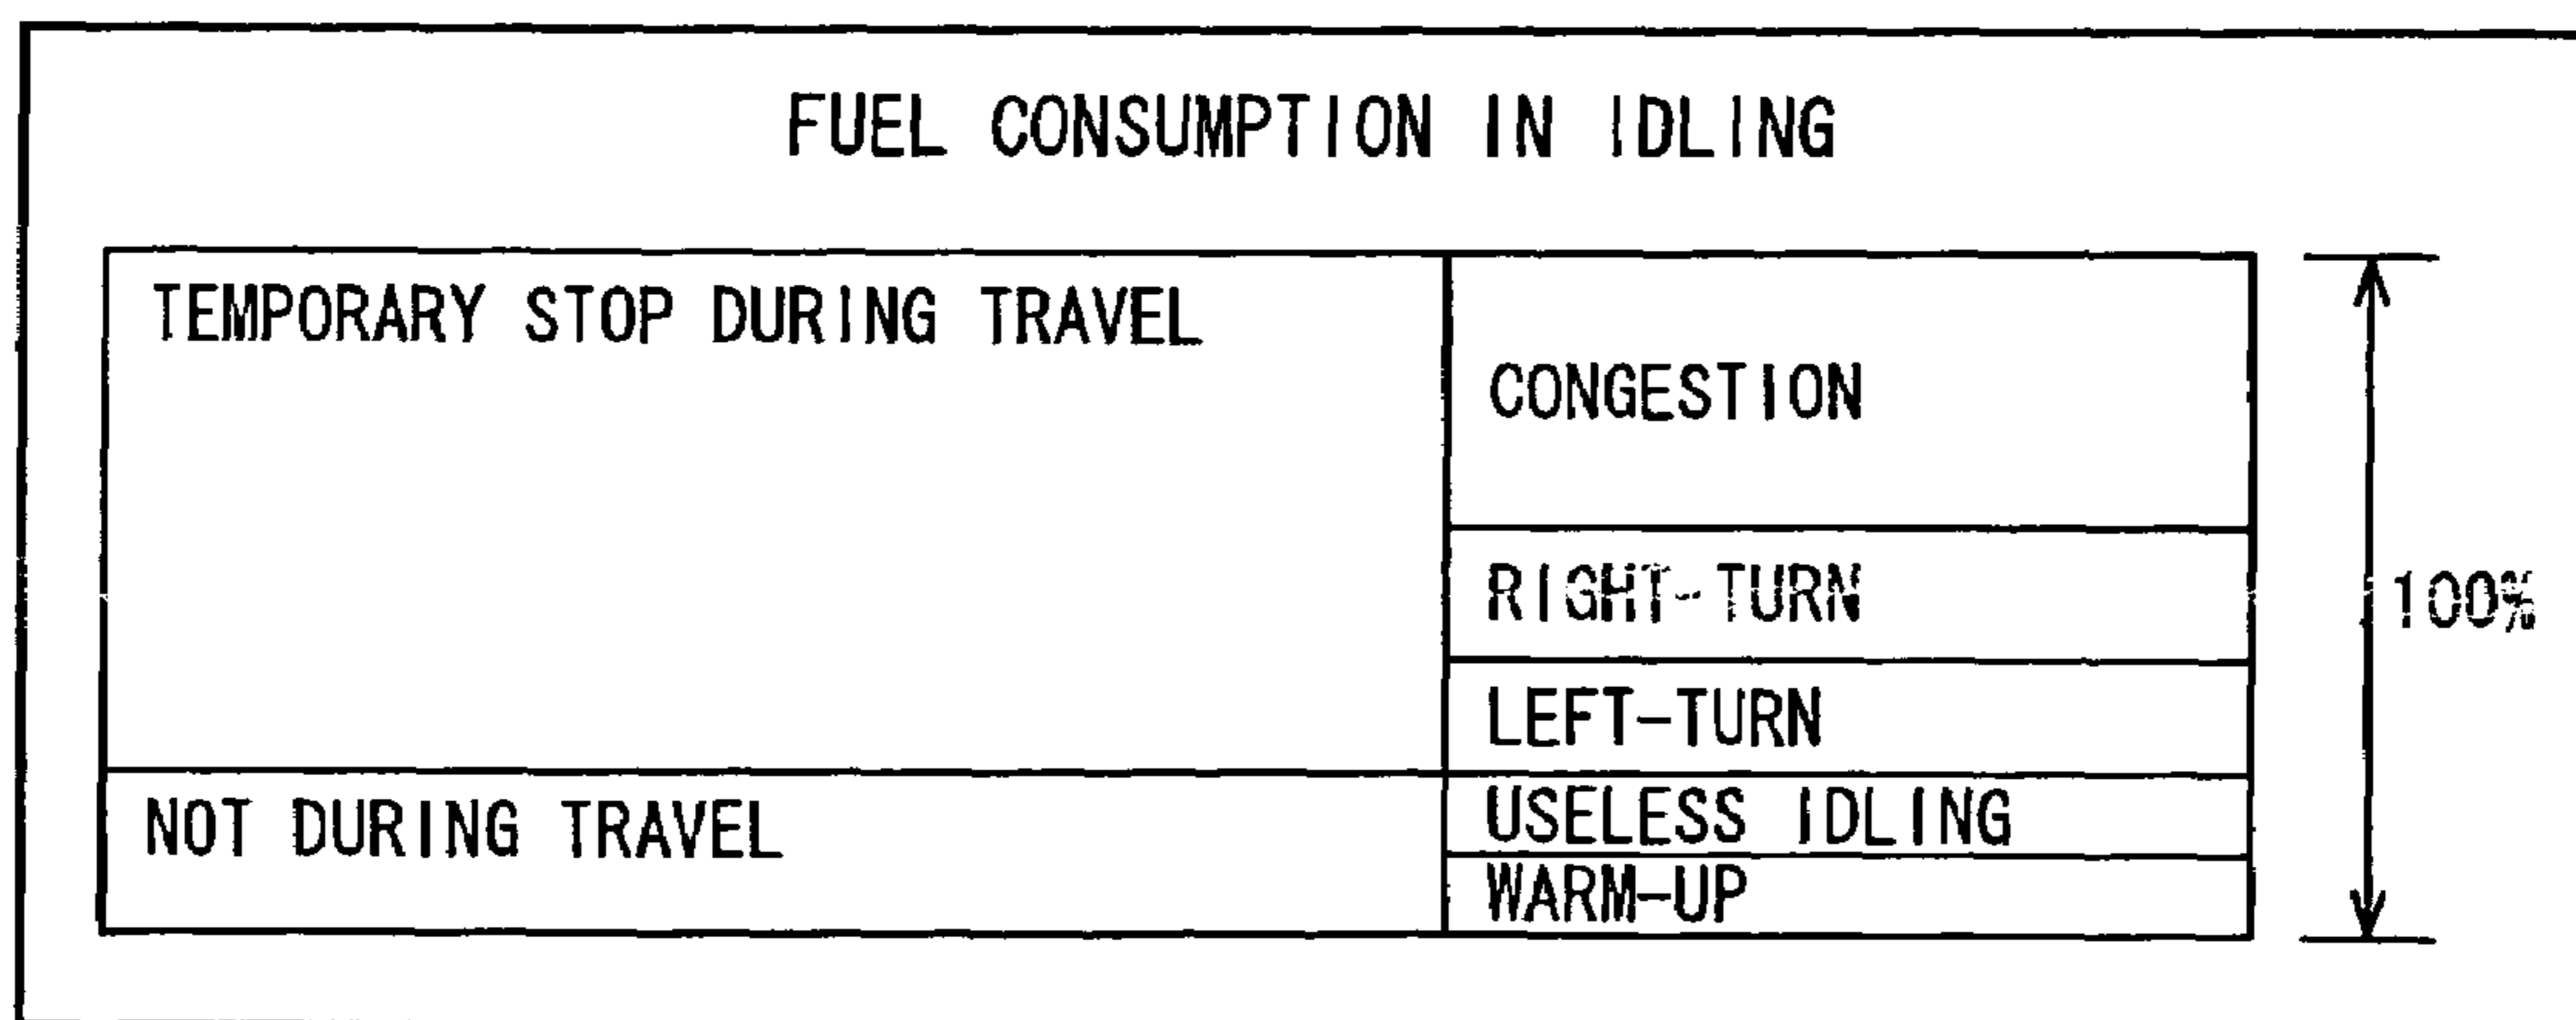 FUEL CONSUMPTION IN IDLING
TEMPORARY STOP DURING TRAVEL
CONGESTION
RIGHT-TURN
LEFT-TURN
NOT DURING TRAVEL
USELESS IDLING
WARM-UP
100%